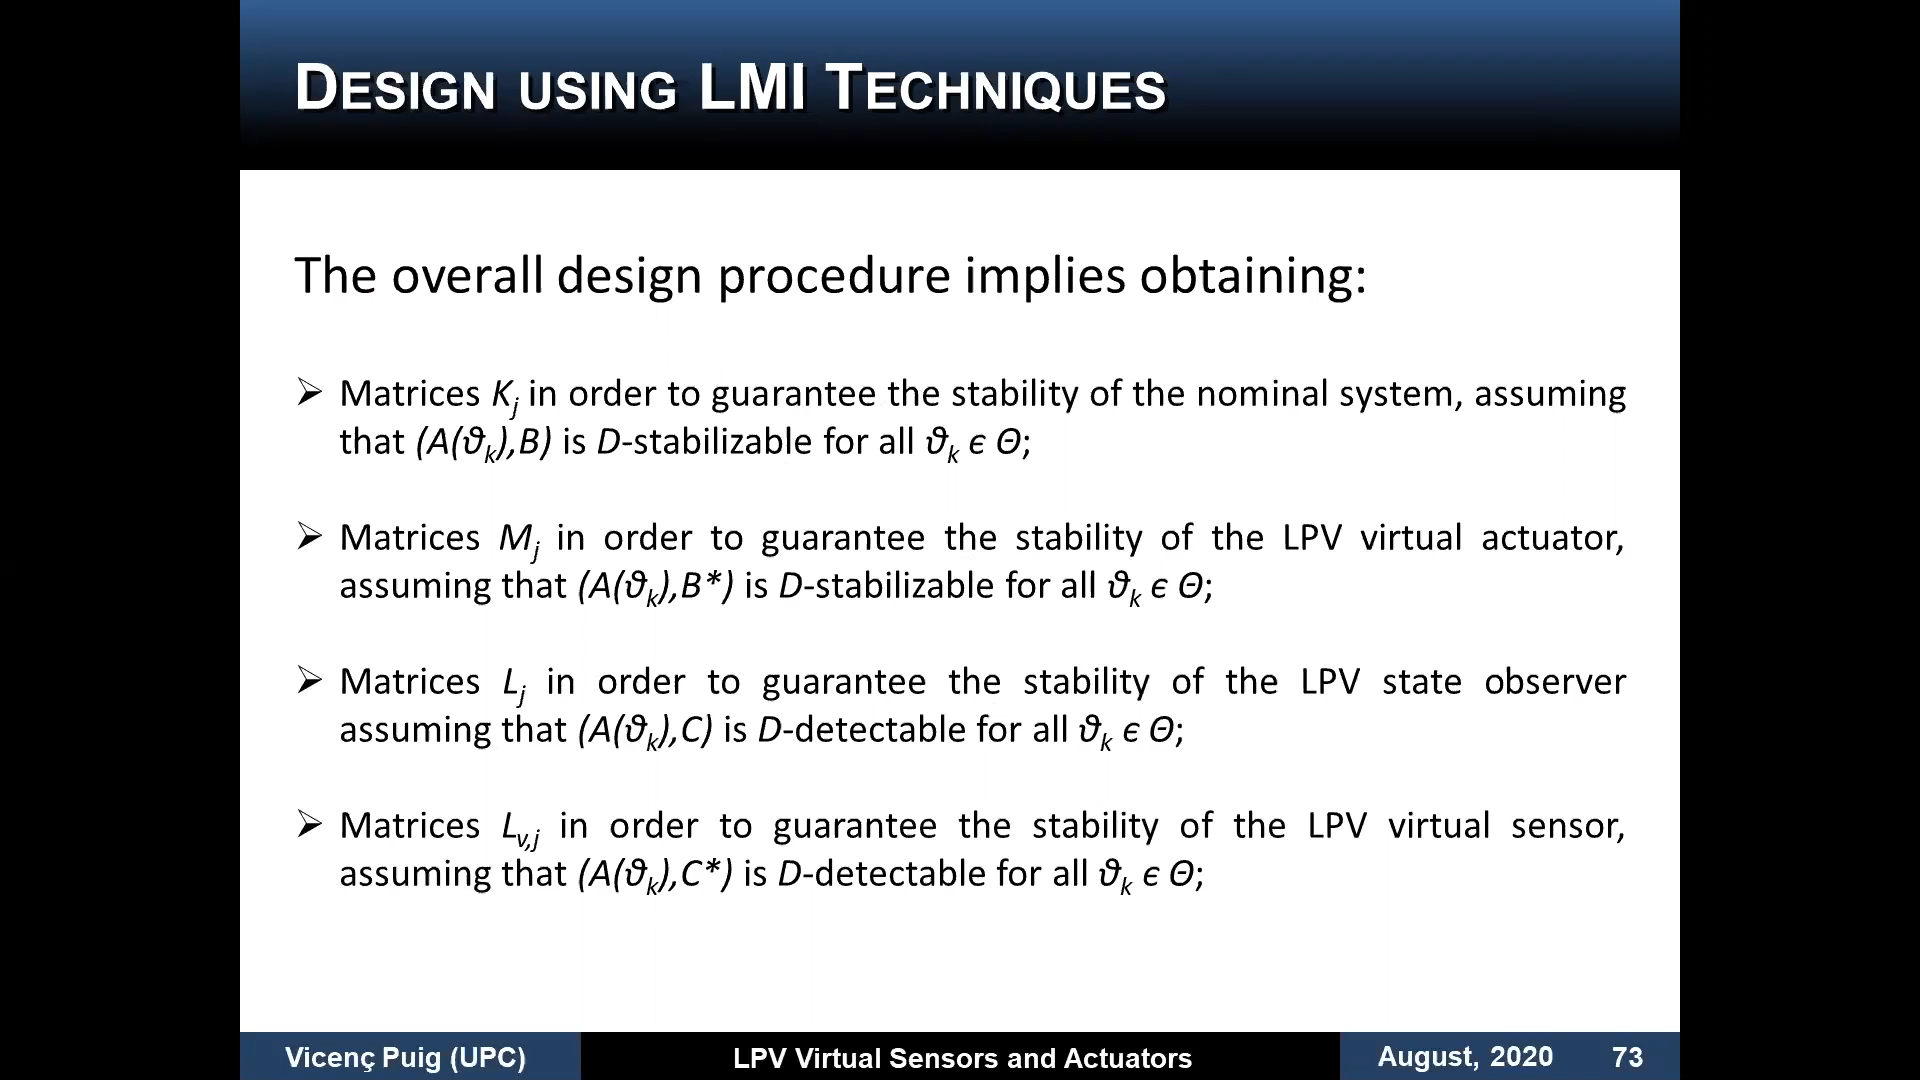 DESIGN USING LMI TECHNIQUES
The overall design procedure implies obtaining:
➢ Matrices Kj in order to guarantee the stability of the nominal system, assuming
that (A(ϑk),B) is D-stabilizable for all ϑk ϵ Θ;
➢ Matrices Mj in order to guarantee the stability of the LPV virtual actuator,
assuming that (A(ϑk),B*) is D-stabilizable for all ϑk ϵ Θ;
➢ Matrices Lj in order to guarantee the stability of the LPV state observer
assuming that (A(ϑk),C) is D-detectable for all ϑk ϵ Θ;
➢ Matrices Lv,j in order to guarantee the stability of the LPV virtual sensor,
assuming that (A(ϑk),C*) is D-detectable for all ϑk ϵ Θ;
Vicenç Puig (UPC) LPV Virtual Sensors and Actuators August, 2020 73